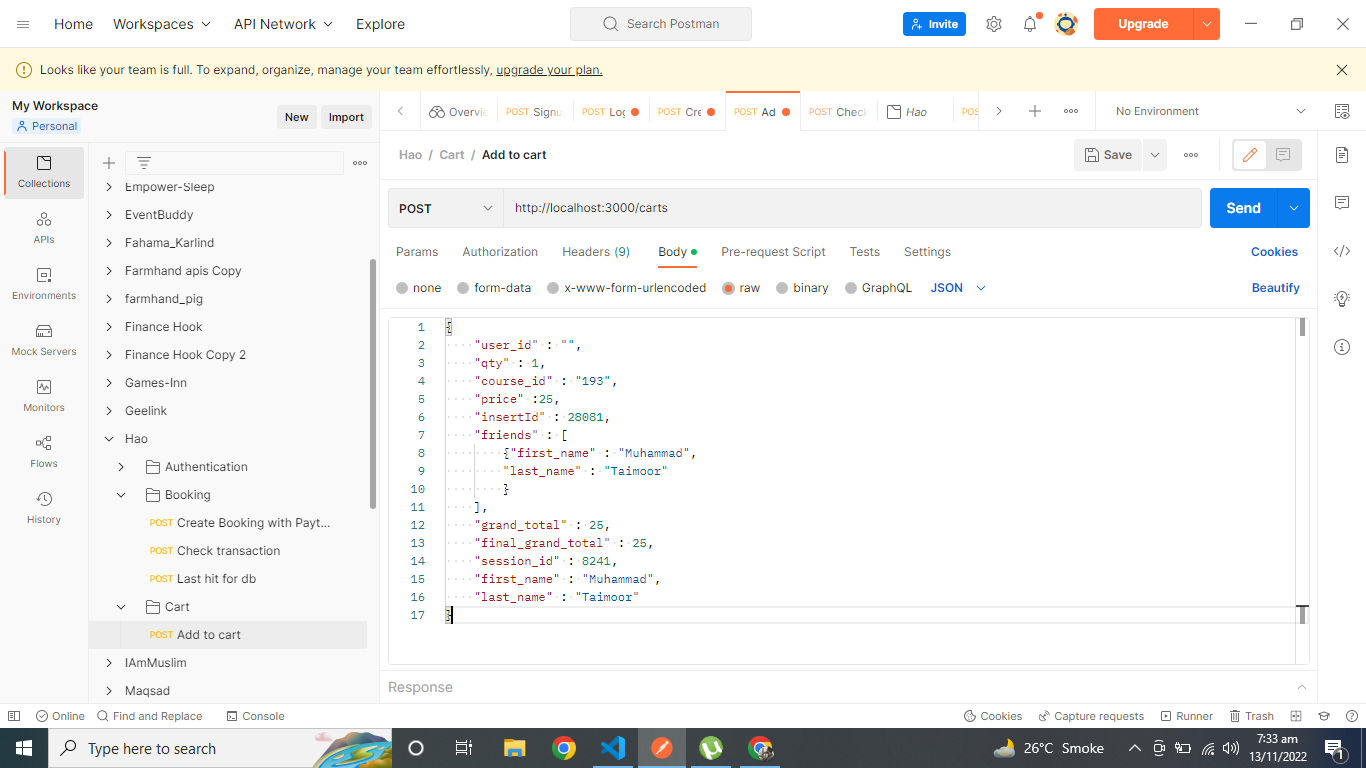 Home
Workspaces
API Network
Explore
Search Postman
Invite
Upgrade
Looks like your team is full. To expand, organize, manage your team effortlessly, upgrade your plan.
My Workspace
Personal
New
Import
Overvie
POST Signu
POST Log
POST Cre
POST Ad
POST Check
Hao
POS
No Environment
Collections
APIs
Environments
Mock Servers
Monitors
Flows
History
Empower-Sleep
EventBuddy
Fahama_Karlind
Farmhand apis Copy
farmhand_pig
Finance Hook
Finance Hook Copy 2
Games-Inn
Geelink
Hao
Authentication
Booking
POST Create Booking with Payt...
POST Check transaction
POST Last hit for db
Cart
POST Add to cart
IAmMuslim
Maqsad
Hao / Cart / Add to cart
Save
POST
http://localhost:3000/carts
Send
Params
Authorization
Headers (9)
Body
Pre-request Script
Tests
Settings
Cookies
none
form-data
x-www-form-urlencoded
raw
binary
GraphQL
JSON
Beautify
1 {
2 "user_id" : "",
3 "qty" : 1,
4 "course_id" : "193",
5 "price" :25,
6 "insertId" : 28081,
7 "friends" : [
8 {"first_name" : "Muhammad",
9 "last_name" : "Taimoor"
10 }
11 ],
12 "grand_total" : 25,
13 "final_grand_total" : 25,
14 "session_id" : 8241,
15 "first_name" : "Muhammad",
16 "last_name" : "Taimoor"
17 }
Response
Online
Find and Replace
Console
Cookies
Capture requests
Runner
Trash
Type here to search
26°C Smoke
7:33 am
13/11/2022
1